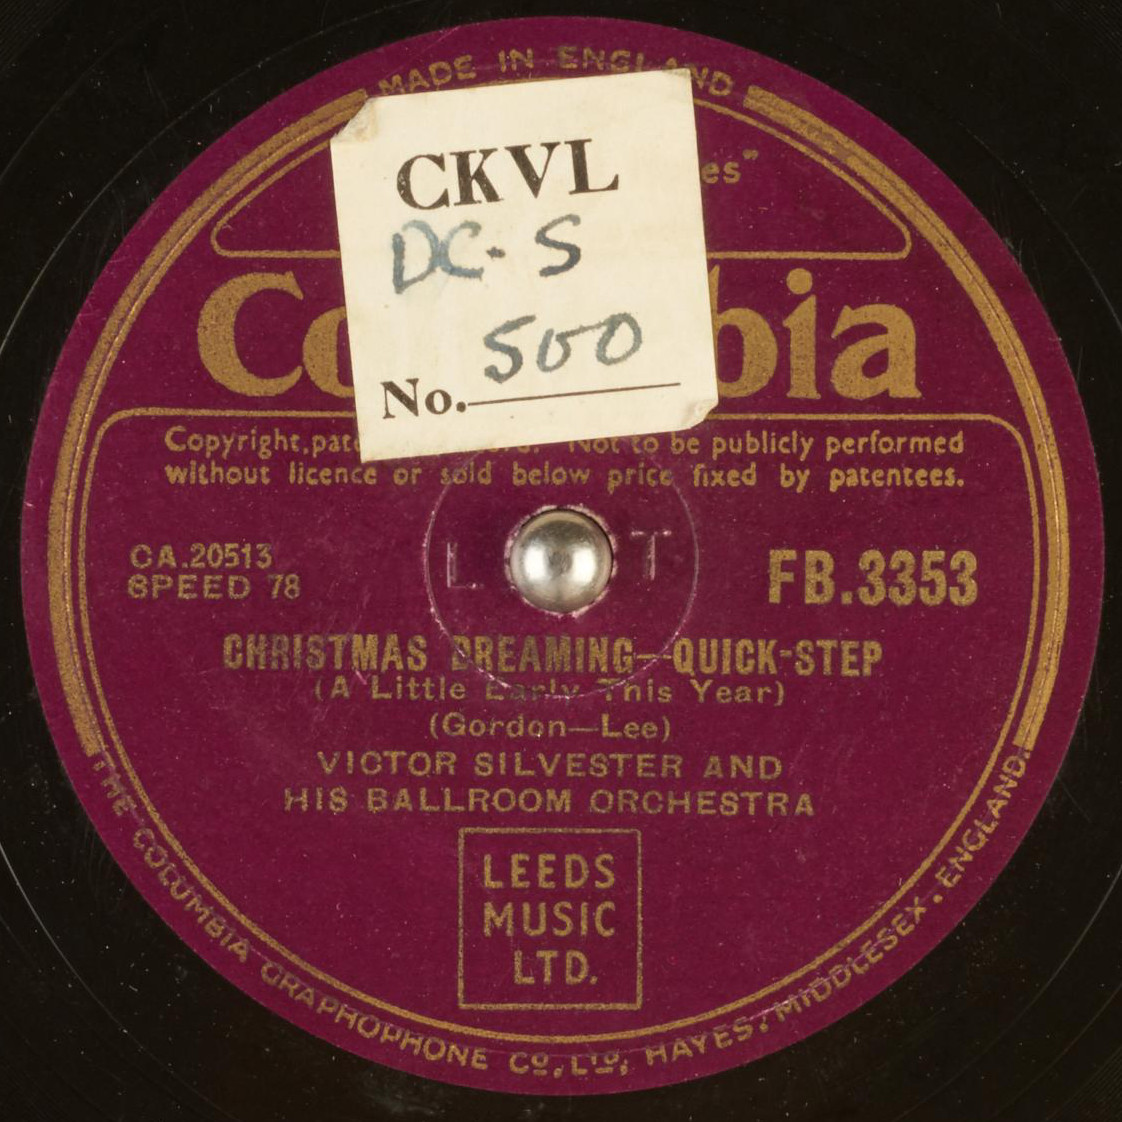 MADE IN ENGLAND
CKVL
DC-S
500
No.
es"
Co bia
Copyright, pate ord. Not to be publicly performed
without licence or sold below price fixed by patentees.
CA.20513
SPEED 78
L T
FB.3353
CHRISTMAS DREAMING—QUICK-STEP
(A Little Early This Year)
(Gordon—Lee)
VICTOR SILVESTER AND
HIS BALLROOM ORCHESTRA
LEEDS
MUSIC
LTD.
THE COLUMBIA GRAPHOPHONE CO., LTD., HAYES, MIDDLESEX, ENGLAND.